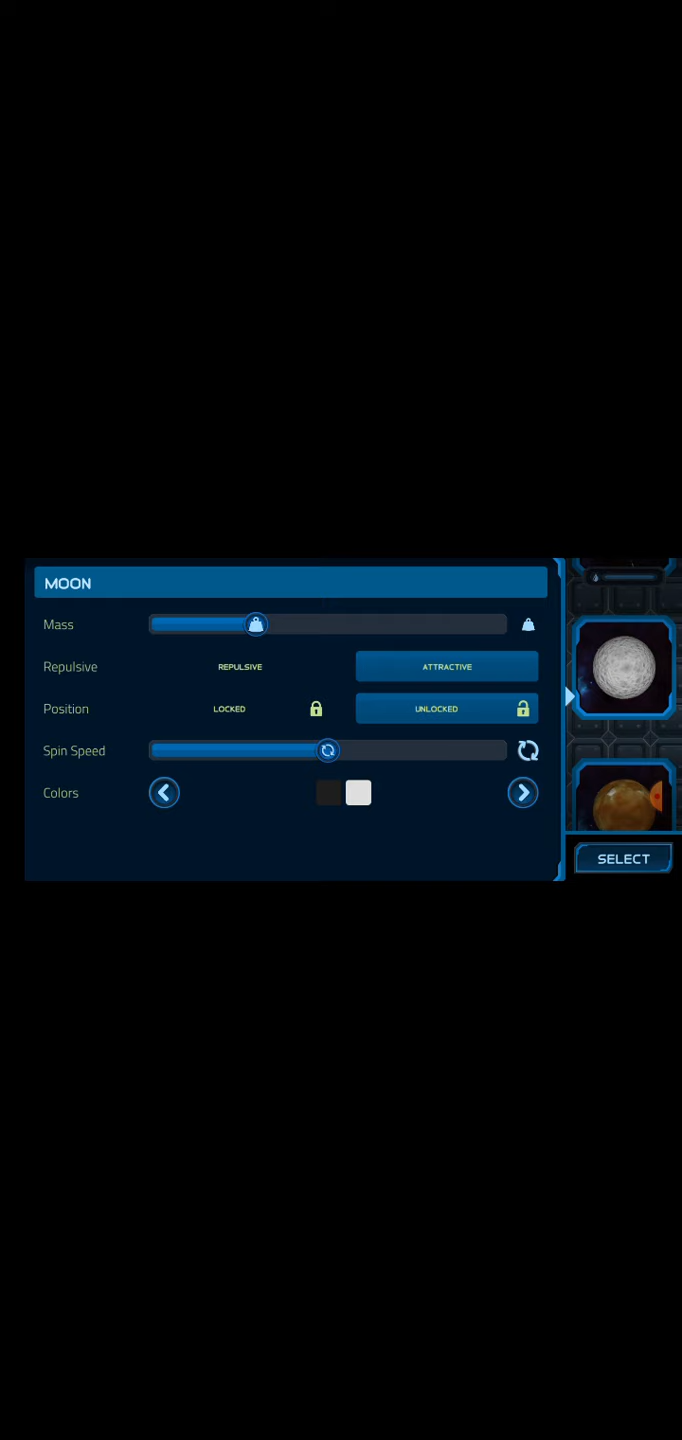 MOON
Mass
Repulsive REPULSIVE ATTRACTIVE
Position LOCKED UNLOCKED
Spin Speed
Colors
SELECT